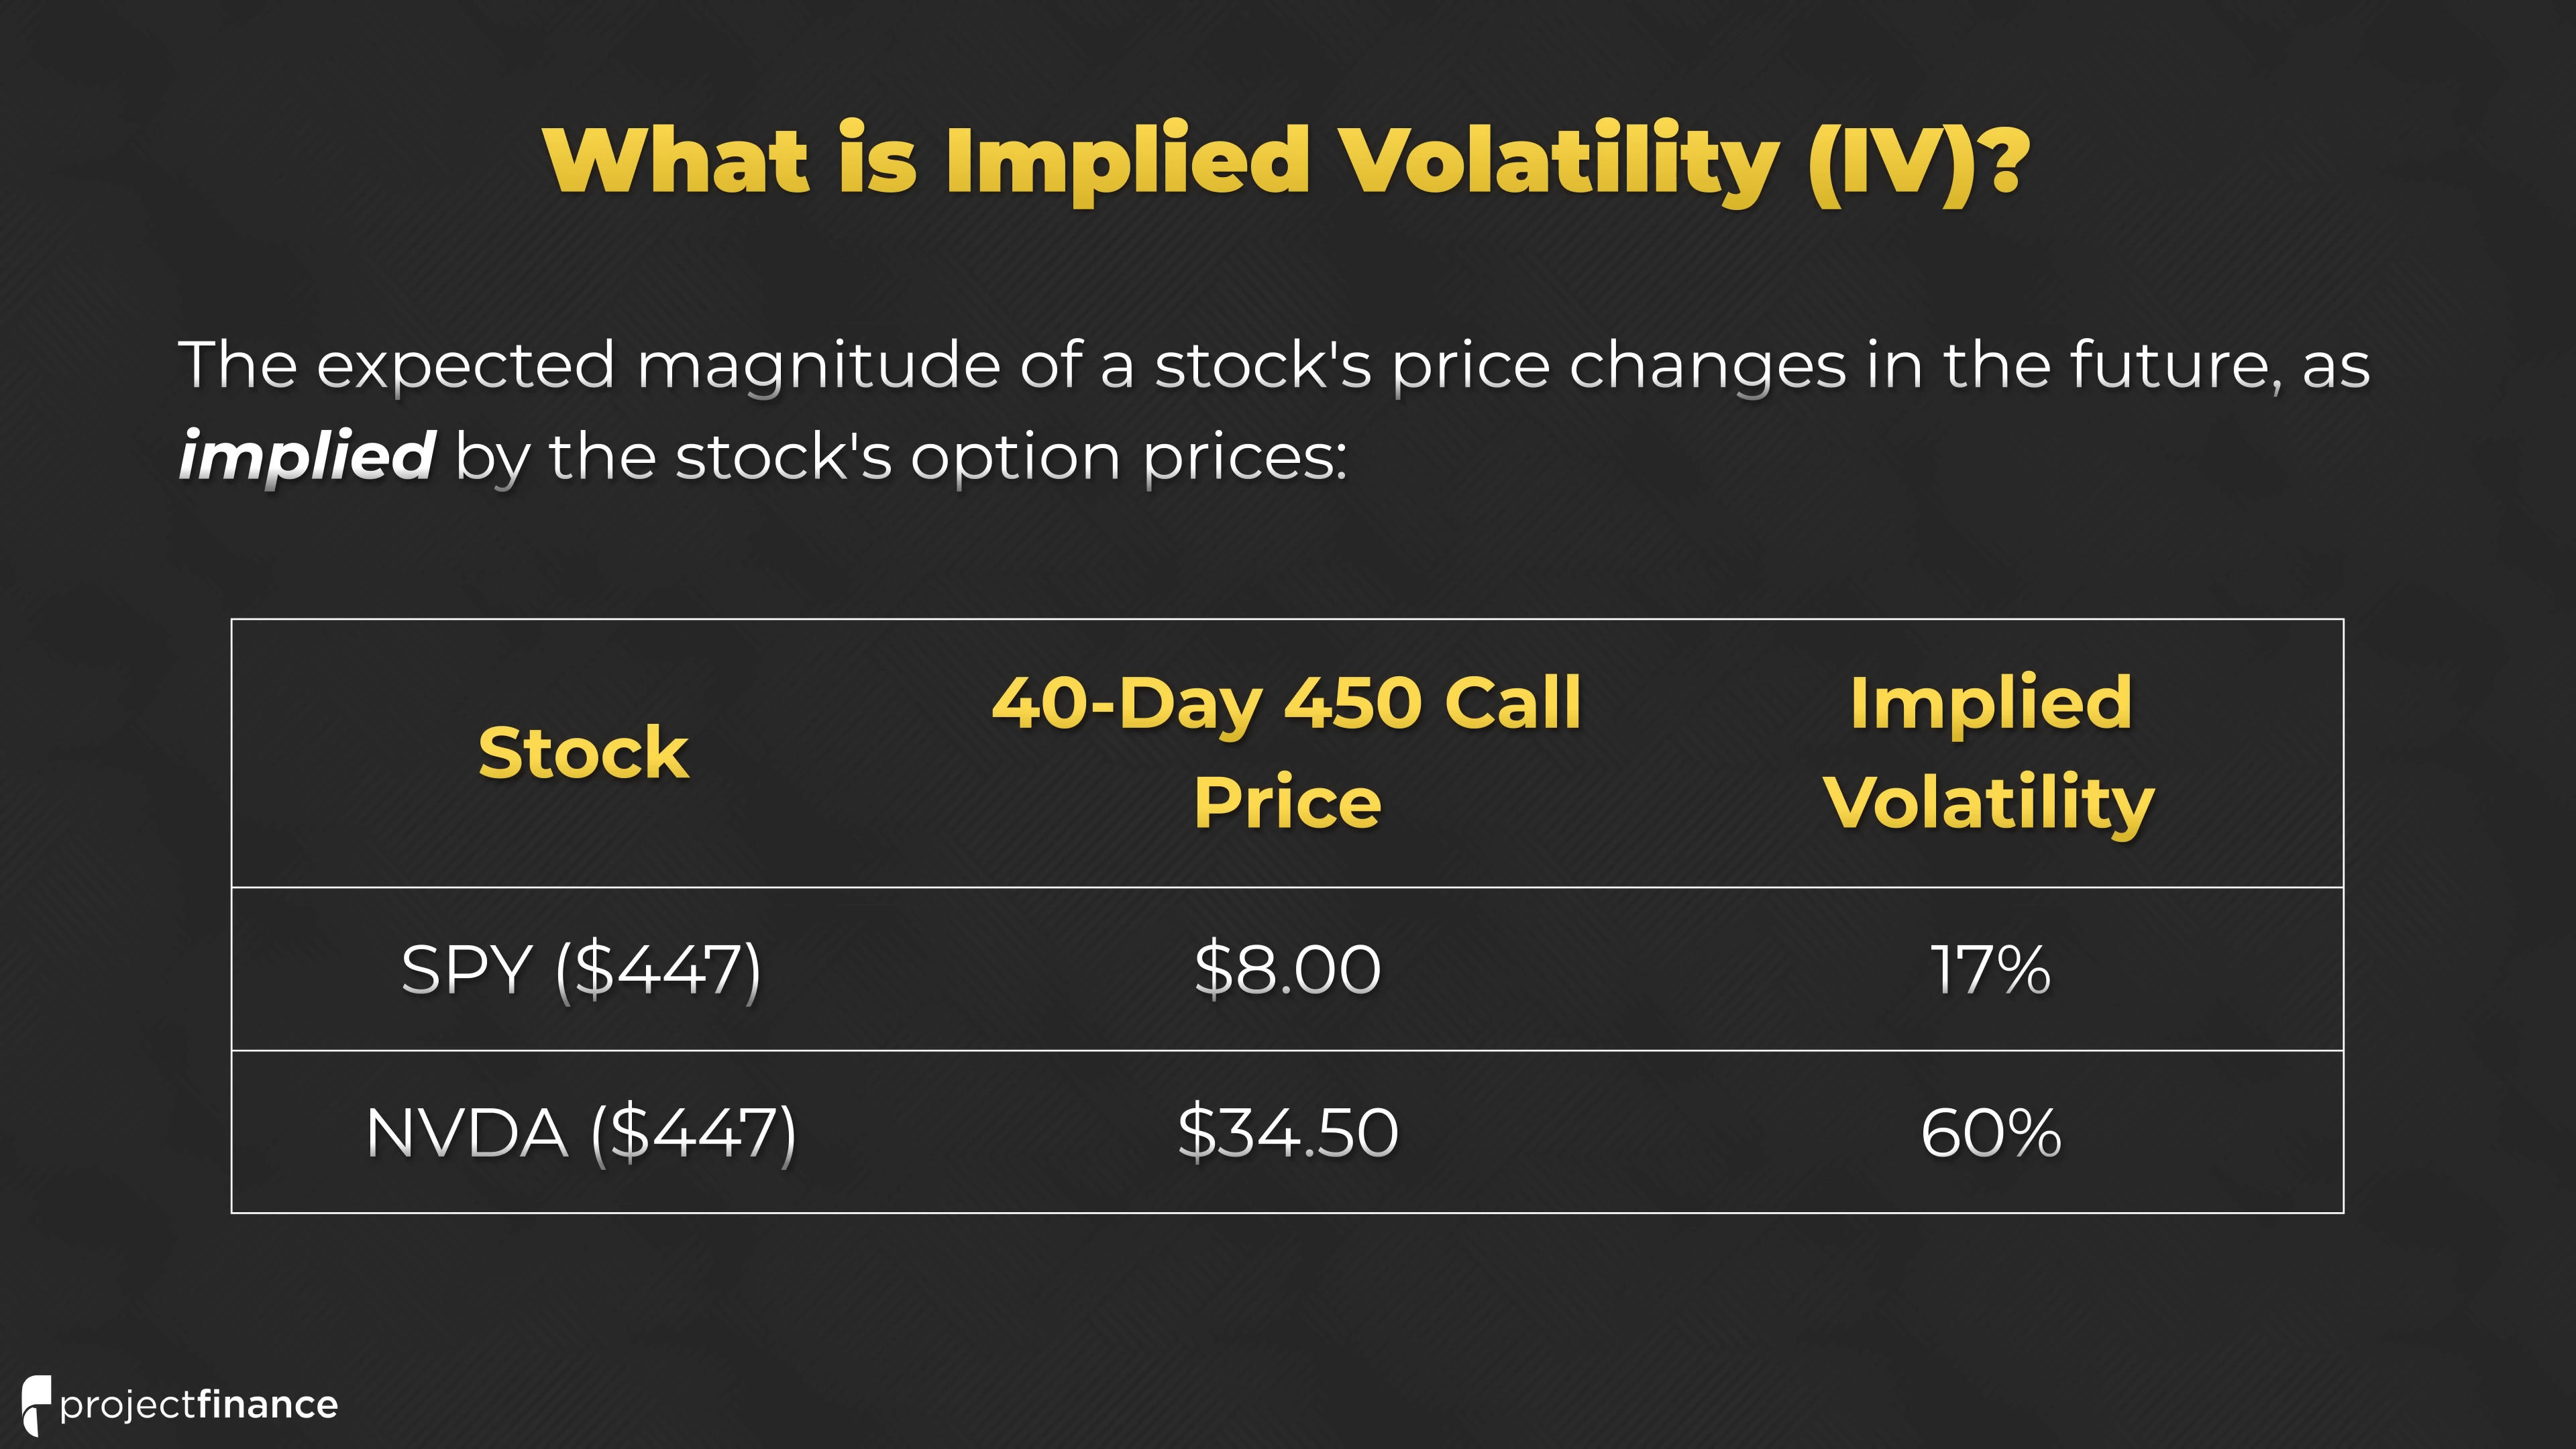 What is Implied Volatility (IV)?
The expected magnitude of a stock's price changes in the future, as
implied by the stock's option prices:
Stock
40-Day 450 Call
Price
Implied
Volatility
SPY ($447)
$8.00
17%
NVDA ($447)
$34.50
60%
projectfinance